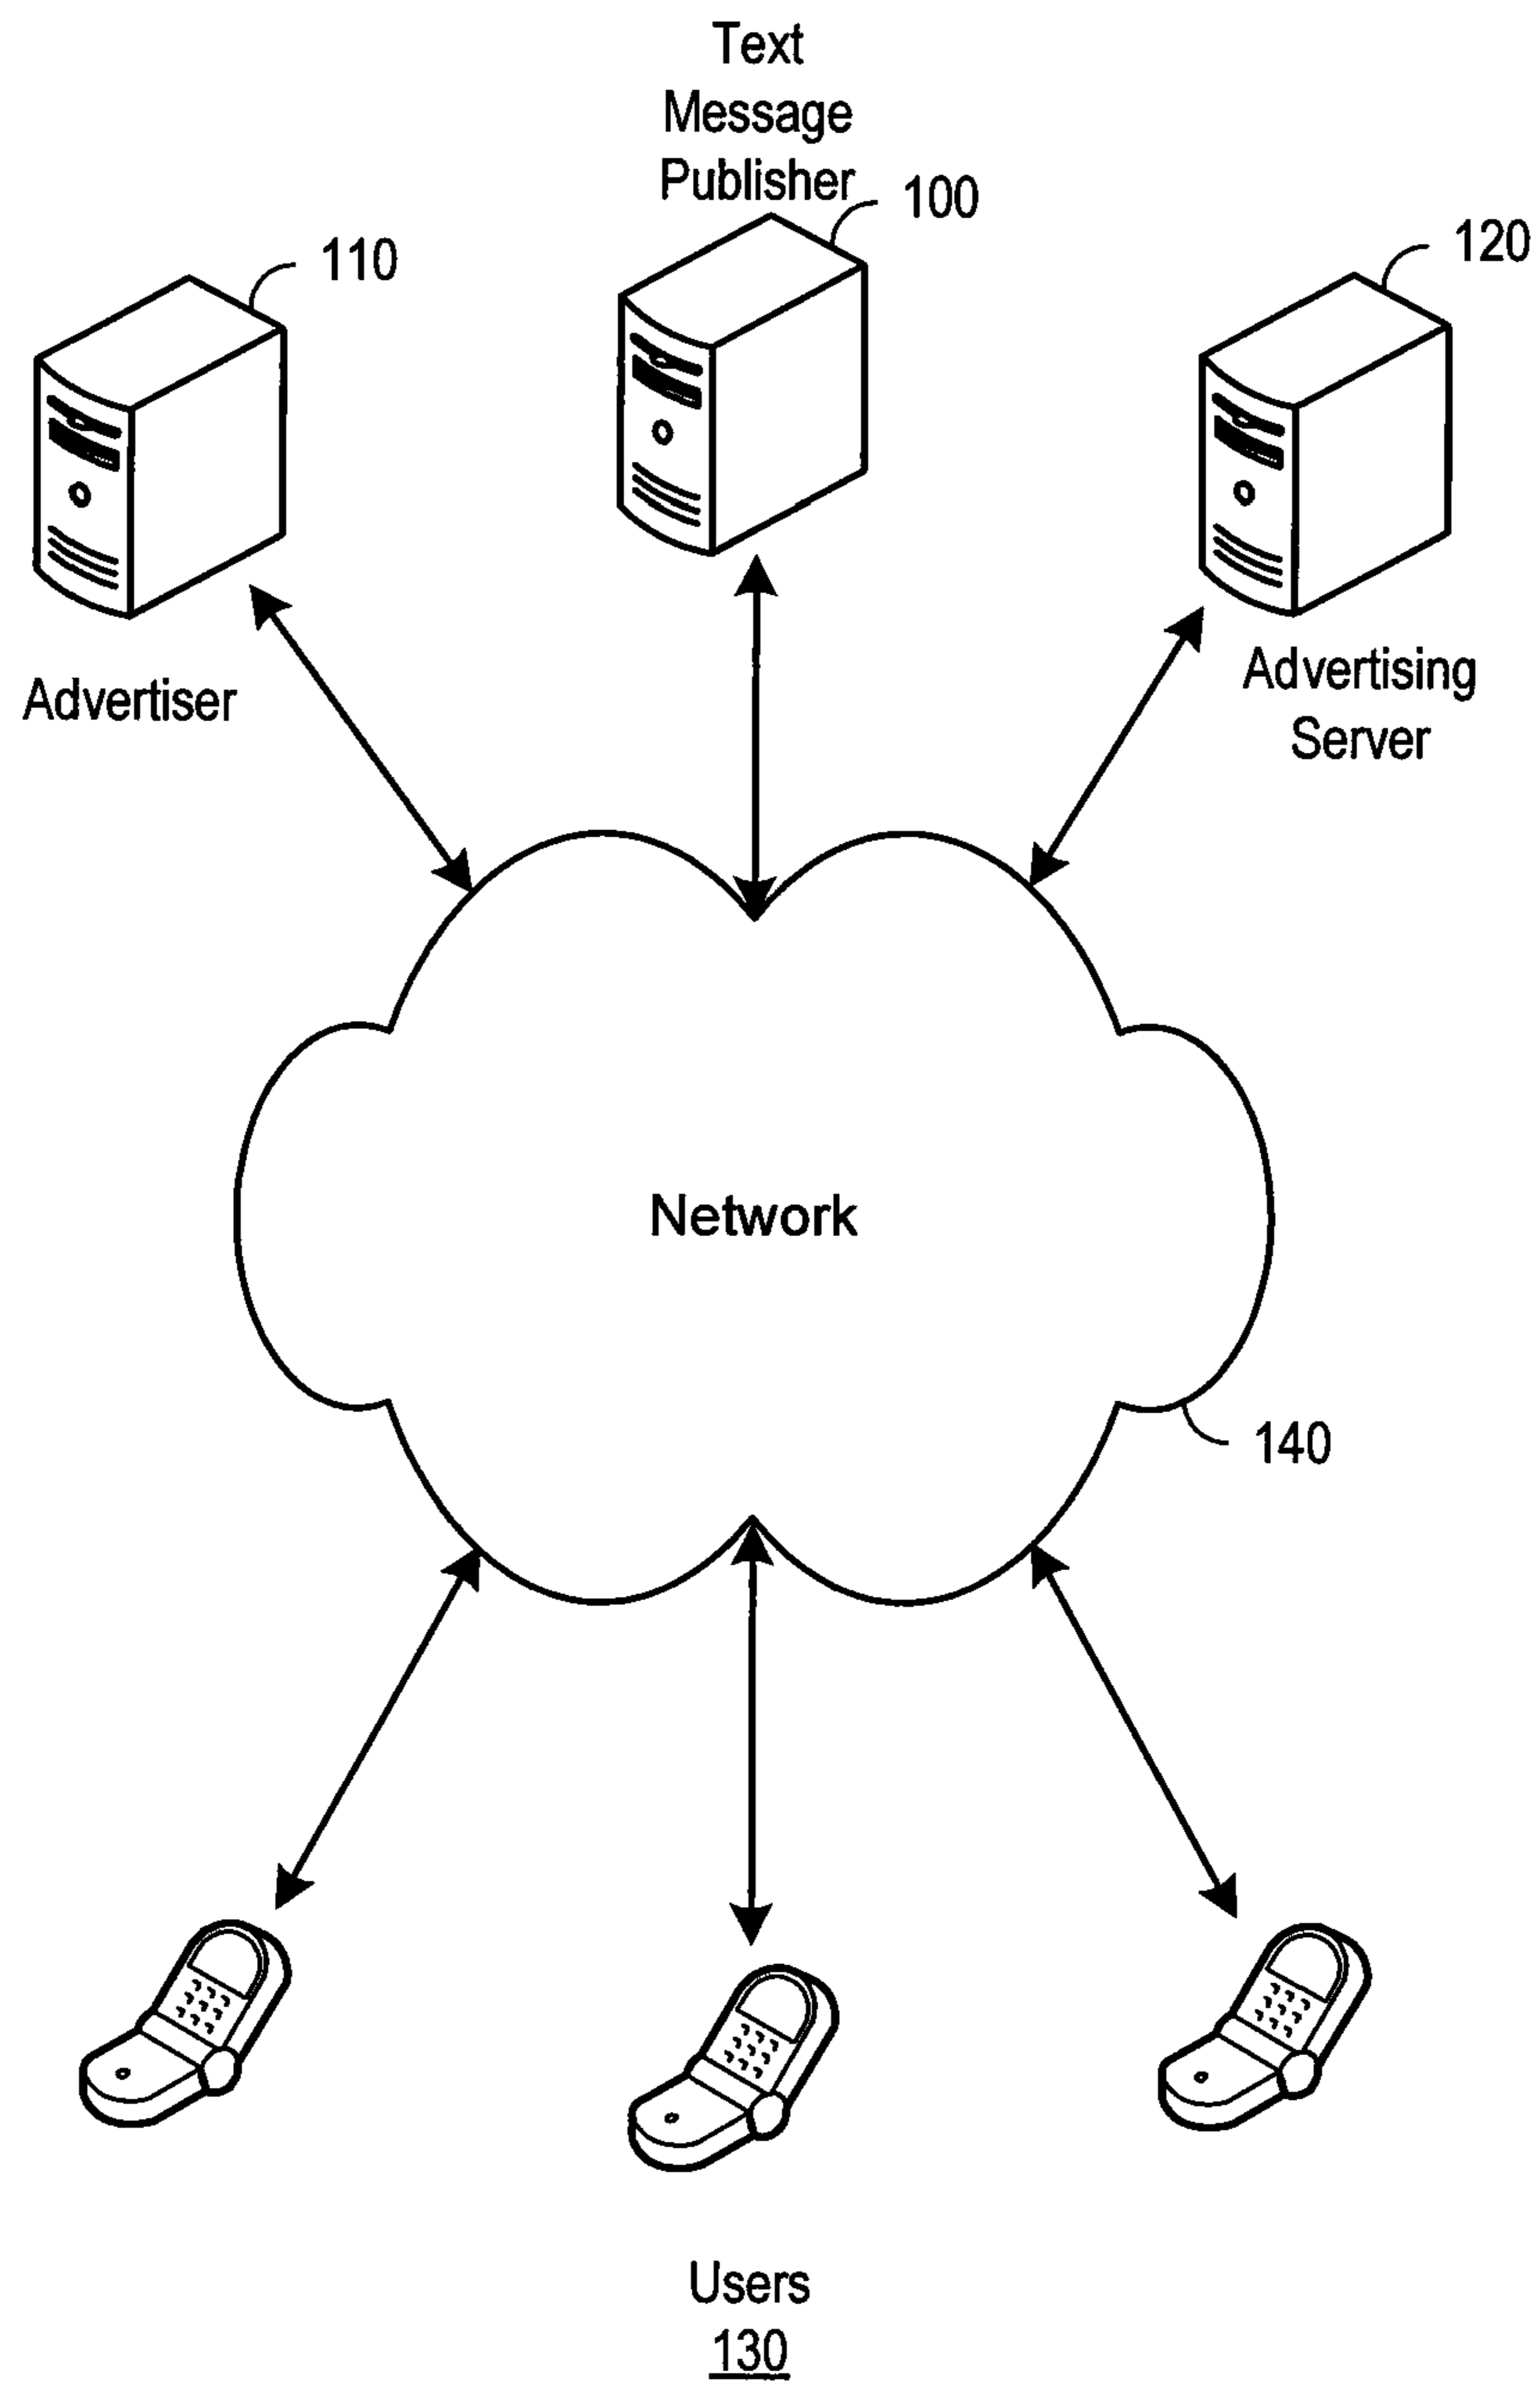 Text
Message
Publisher
100
110
120
Advertiser
Advertising
Server
Network
140
Users
130